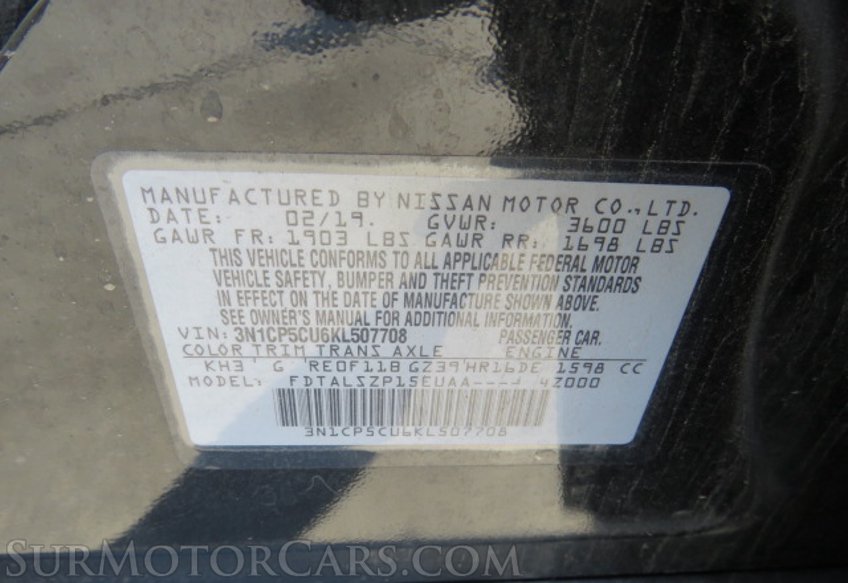 MANUFACTURED BY NISSAN MOTOR CO.,LTD.
DATE: 02/19. GVWR: 3600 LBS
GAWR FR: 1903 LBS GAWR RR: 1698 LBS
THIS VEHICLE CONFORMS TO ALL APPLICABLE FEDERAL MOTOR
VEHICLE SAFETY, BUMPER AND THEFT PREVENTION STANDARDS
IN EFFECT ON THE DATE OF MANUFACTURE SHOWN ABOVE.
SEE OWNER'S MANUAL FOR ADDITIONAL INFORMATION.
VIN: 3N1CP5CU6KL507708 PASSENGER CAR.
COLOR TRIM TRANS AXLE ENGINE
KH3 G RE0F11B GZ39 HR16DE 1598 CC
MODEL: FDTALSZP15EUAA---- 4Z000
3N1CP5CU6KL507708
SURMOTORCARS.COM